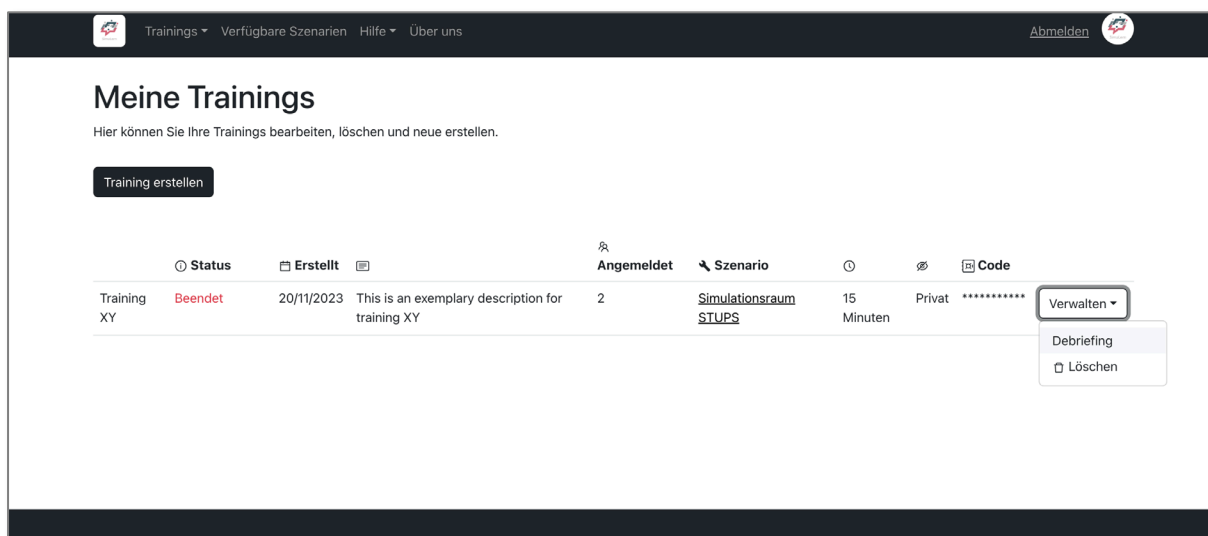 Trainings Verfügbare Szenarien Hilfe Über uns Abmelden
Meine Trainings
Hier können Sie Ihre Trainings bearbeiten, löschen und neue erstellen.
Training erstellen
Status Erstellt Angemeldet Szenario Code
Training XY
Beendet
20/11/2023
This is an exemplary description for
training XY
2
Simulationsraum
STUPS
15
Minuten
Privat
***********
Verwalten
Debriefing
Löschen